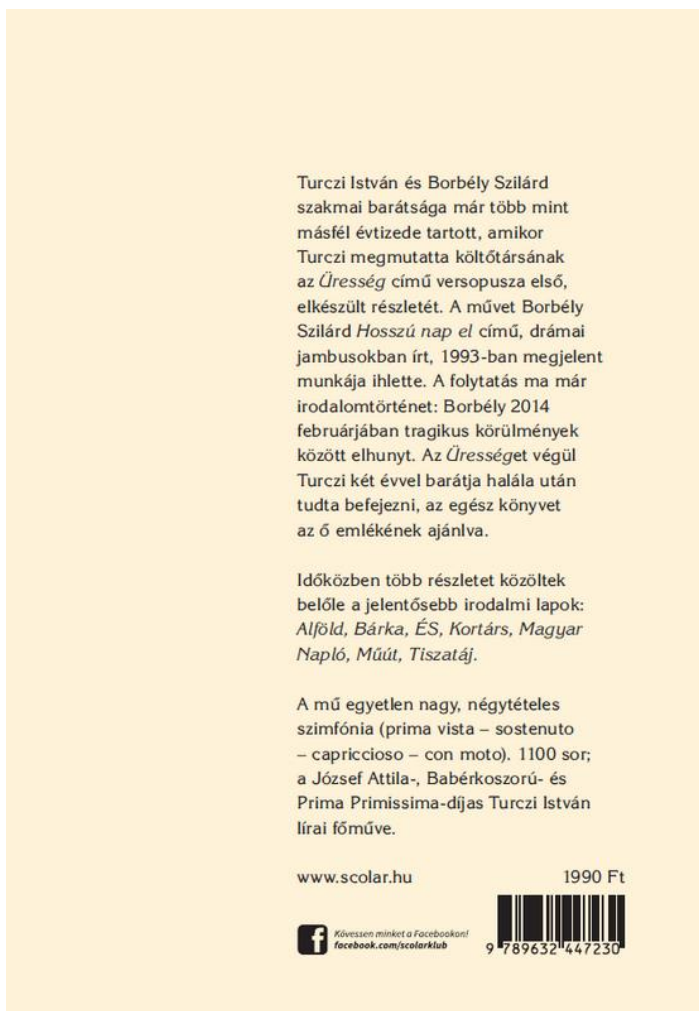 Turczi István és Borbély Szilárd
szakmai barátsága már több mint
másfél évtizede tartott, amikor
Turczi megmutatta költőtársának
az Üresség című versopusza első,
elkészült részletét. A művet Borbély
Szilárd Hosszú nap el című, drámai
jambusokban írt, 1993-ban megjelent
munkája ihlette. A folytatás ma már
irodalomtörténet: Borbély 2014
februárjában tragikus körülmények
között elhunyt. Az Ürességet végül
Turczi két évvel barátja halála után
tudta befejezni, az egész könyvet
az ő emlékének ajánlva.
Időközben több részletet közöltek
belőle a jelentősebb irodalmi lapok:
Alföld, Bárka, ÉS, Kortárs, Magyar
Napló, Műút, Tiszatáj.
A mű egyetlen nagy, négytételes
szimfónia (prima vista – sostenuto
– capriccioso – con moto). 1100 sor;
a József Attila-, Babérkoszorú- és
Prima Primissima-díjas Turczi István
lírai főműve.
www.scolar.hu 1990 Ft
Kövessen minket a Facebookon!
facebook.com/scolarklub
9 789632 447230